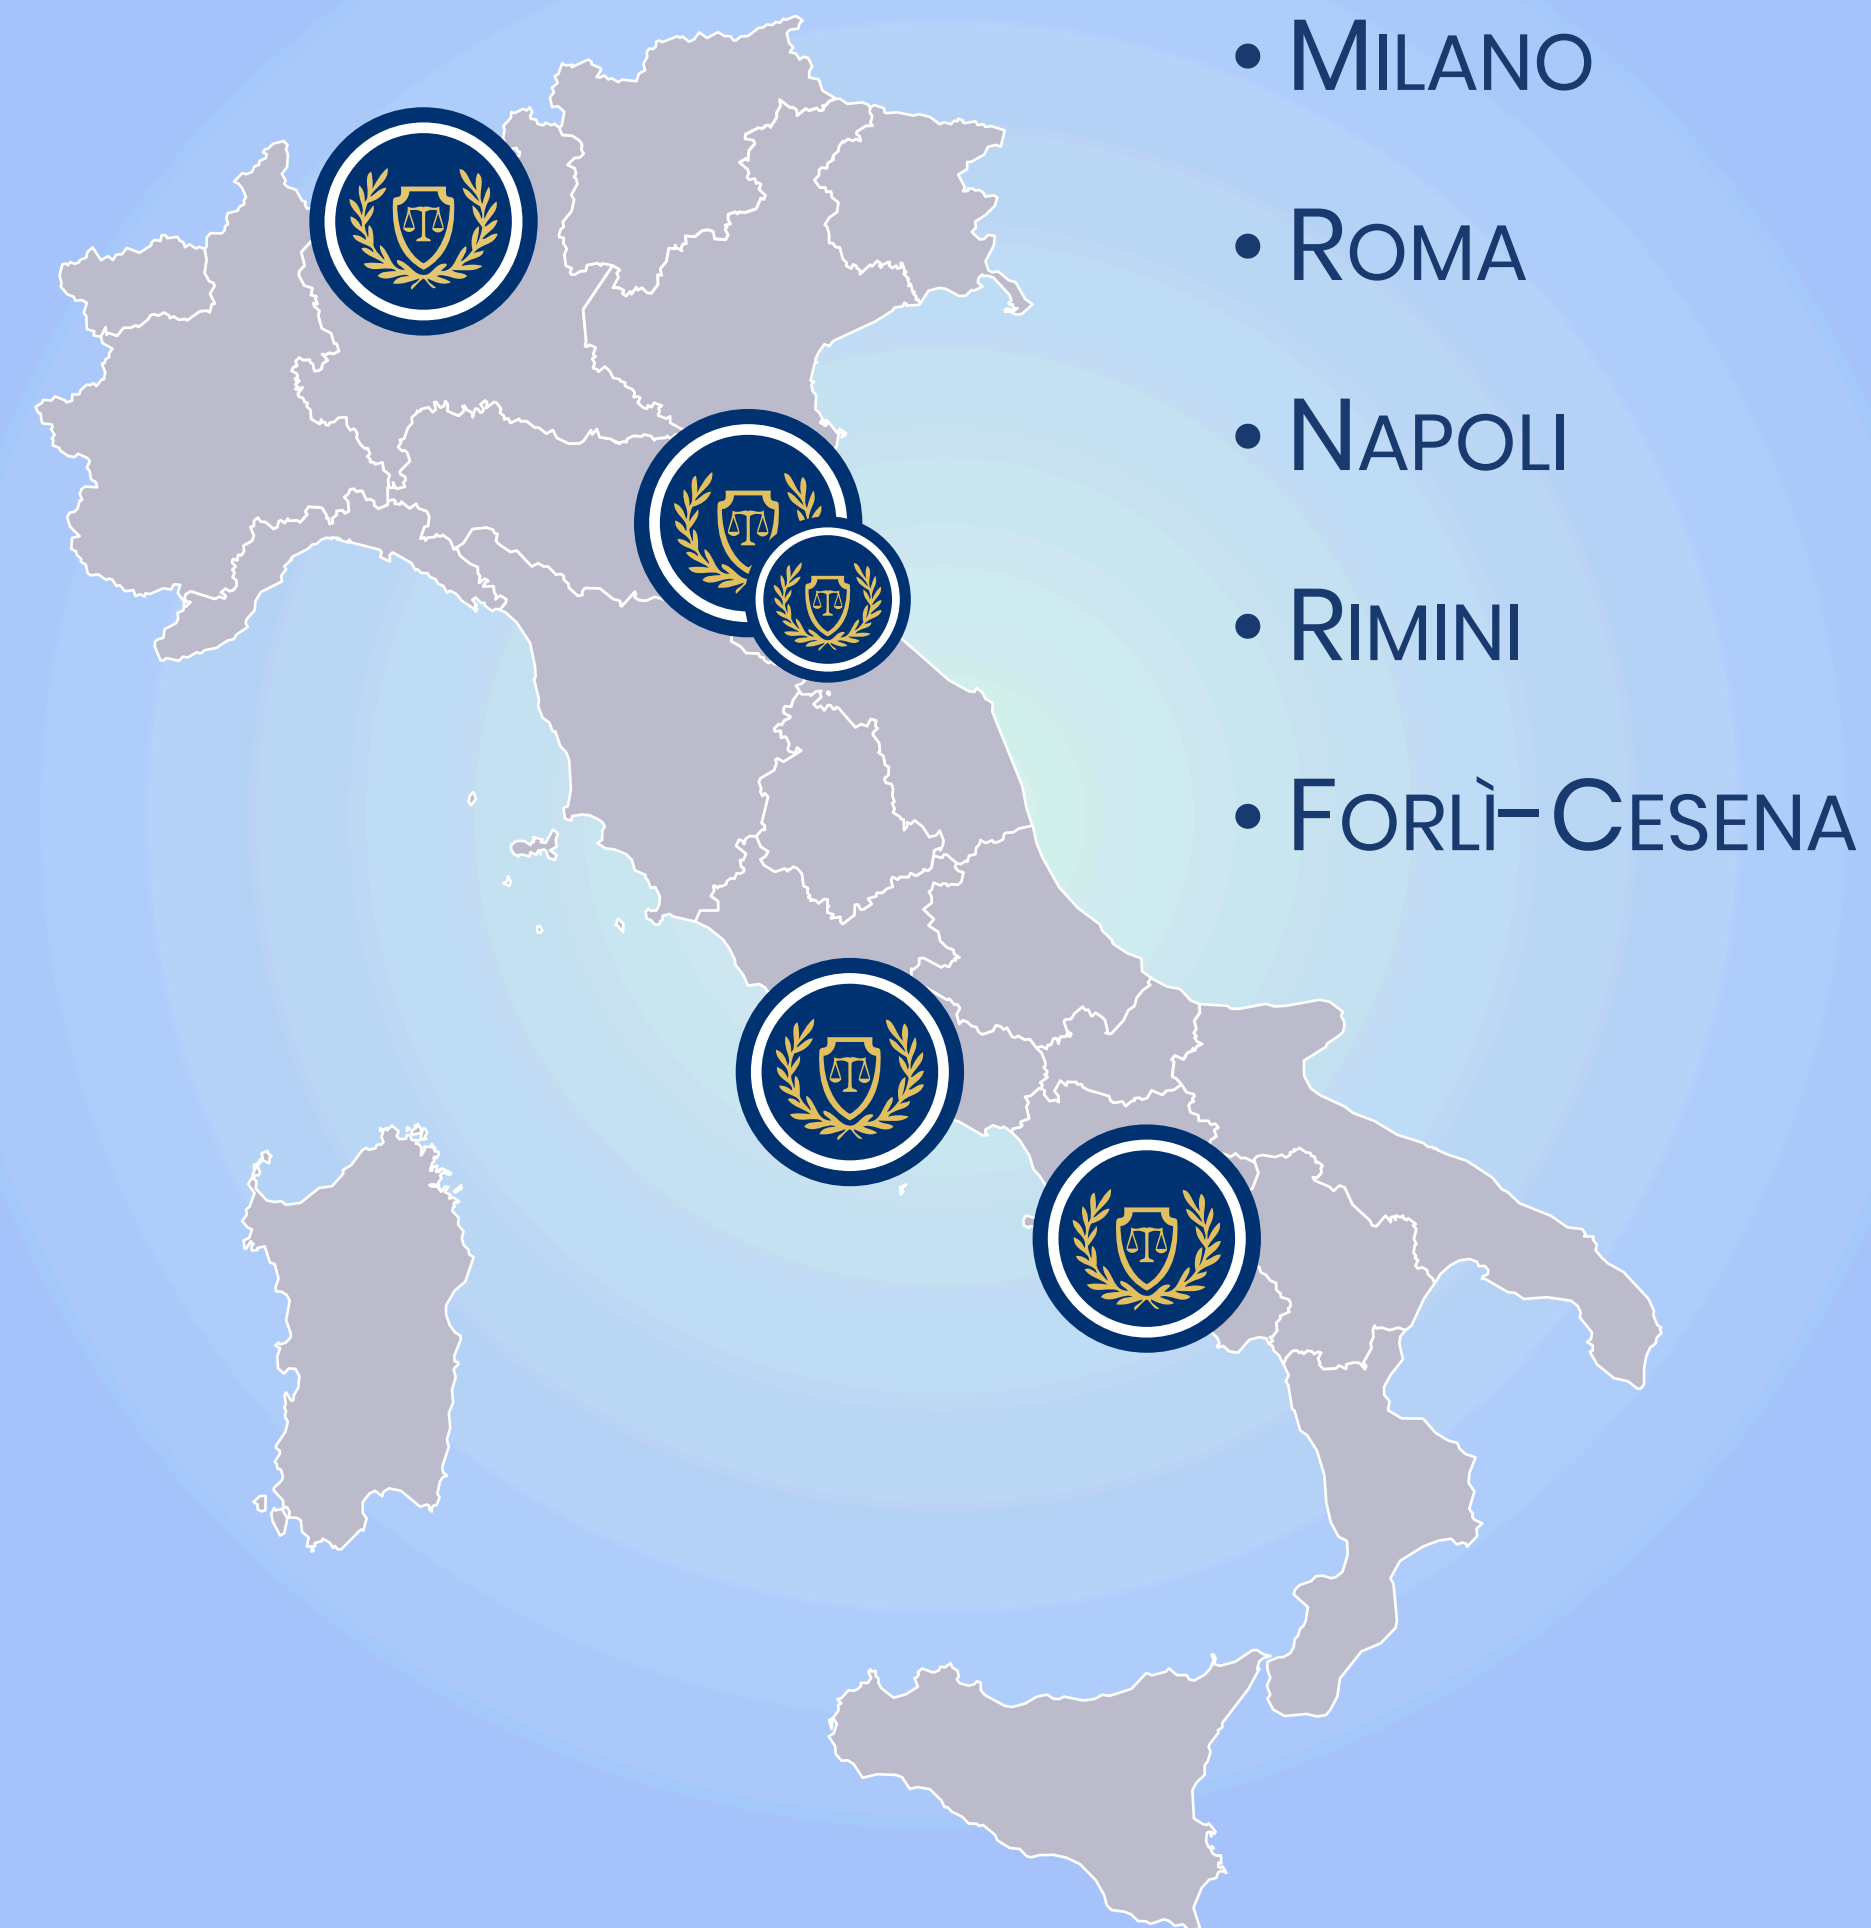 • MILANO
• ROMA
• NAPOLI
• RIMINI
• FORLÌ-CESENA